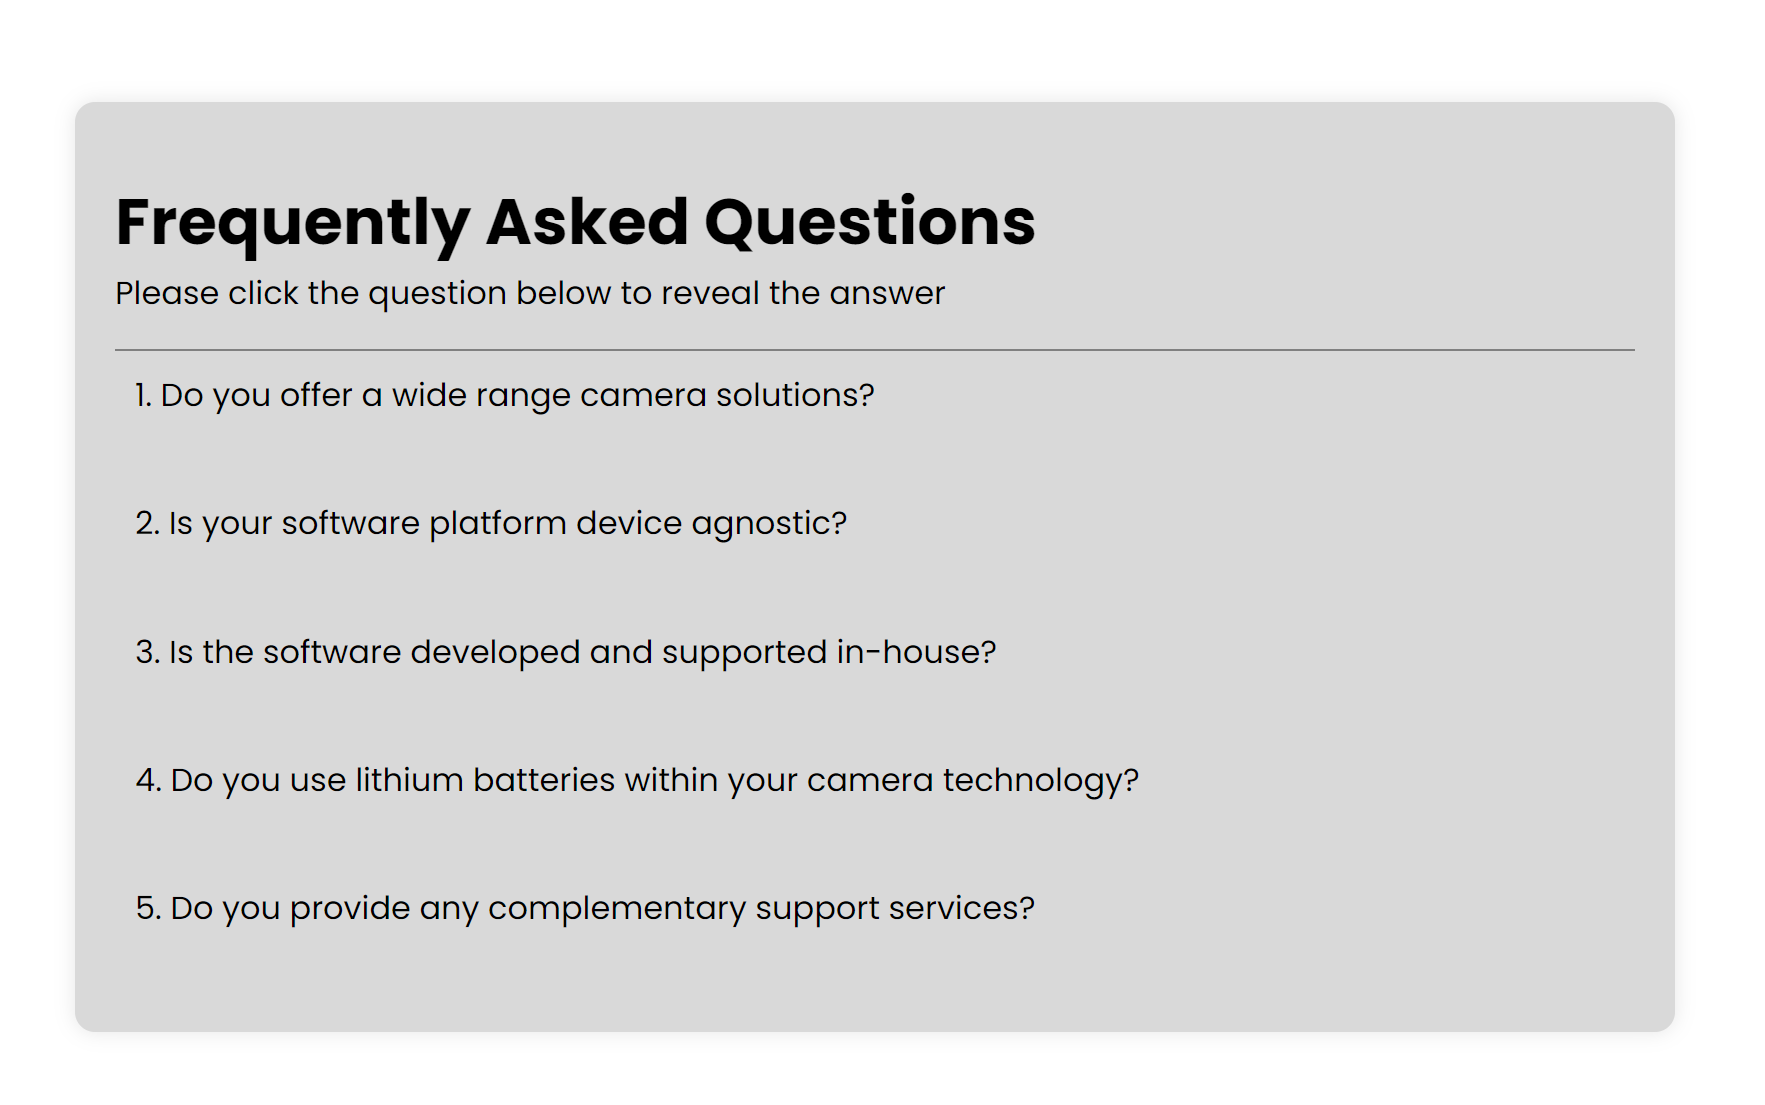 Frequently Asked Questions
Please click the question below to reveal the answer
1. Do you offer a wide range camera solutions?
2. Is your software platform device agnostic?
3. Is the software developed and supported in-house?
4. Do you use lithium batteries within your camera technology?
5. Do you provide any complementary support services?